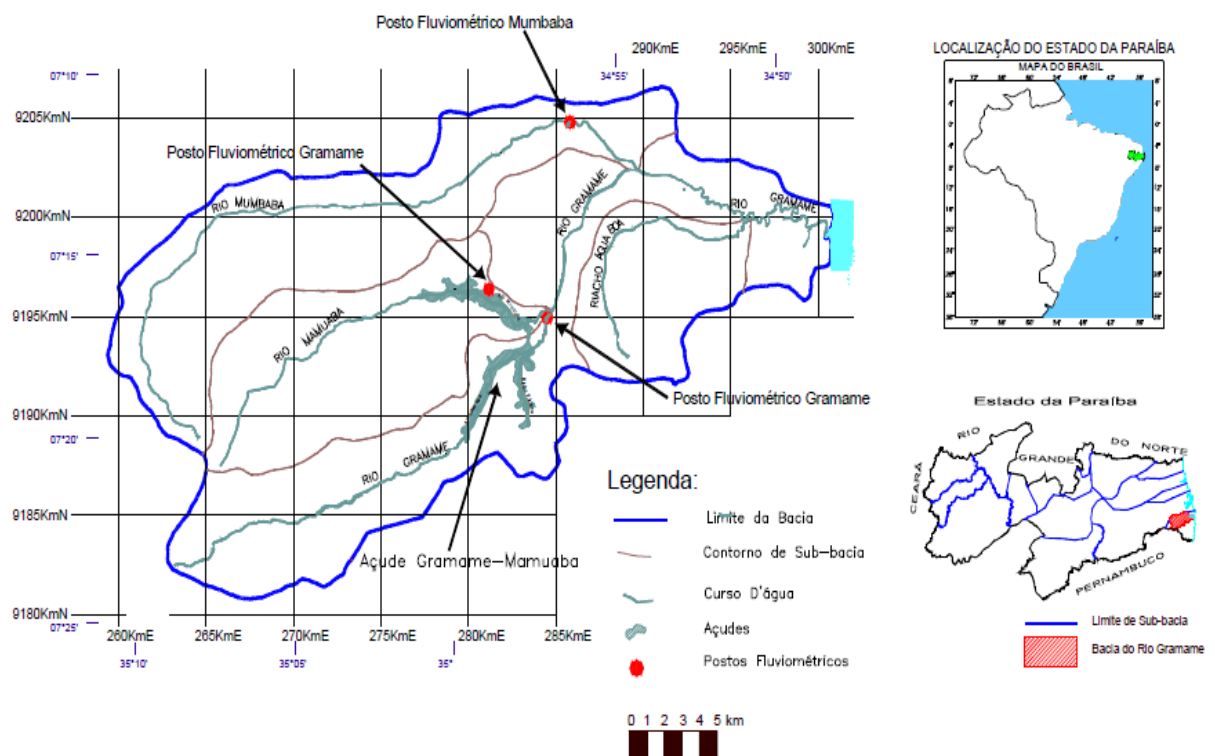 Posto Fluviométrico Mumbaba
290KmE
295KmE
300KmE
07°10'
34°55'
34°50'
9205KmN
Posto Fluviométrico Gramame
RIO MUMBABA
9200KmN
RIO GRAMAME
RIACHO ÁGUA BOA
RIO GRAMAME
07°15'
9195KmN
RIO MAMUABA
Posto Fluviométrico Gramame
9190KmN
07°20'
RIO GRAMAME
9185KmN
Açude Gramame-Mamuaba
9180KmN
07°25'
260KmE
265KmE
270KmE
275KmE
280KmE
285KmE
35°10'
35°05'
35°
Legenda:
Limite da Bacia
Contorno de Sub-bacia
Curso D'água
Açudes
Postos Fluviométricos
0 1 2 3 4 5 km
LOCALIZAÇÃO DO ESTADO DA PARAÍBA
MAPA DO BRASIL
Estado da Paraíba
RIO GRANDE DO NORTE
CEARÁ
PERNAMBUCO
Limite de Sub-bacia
Bacia do Rio Gramame